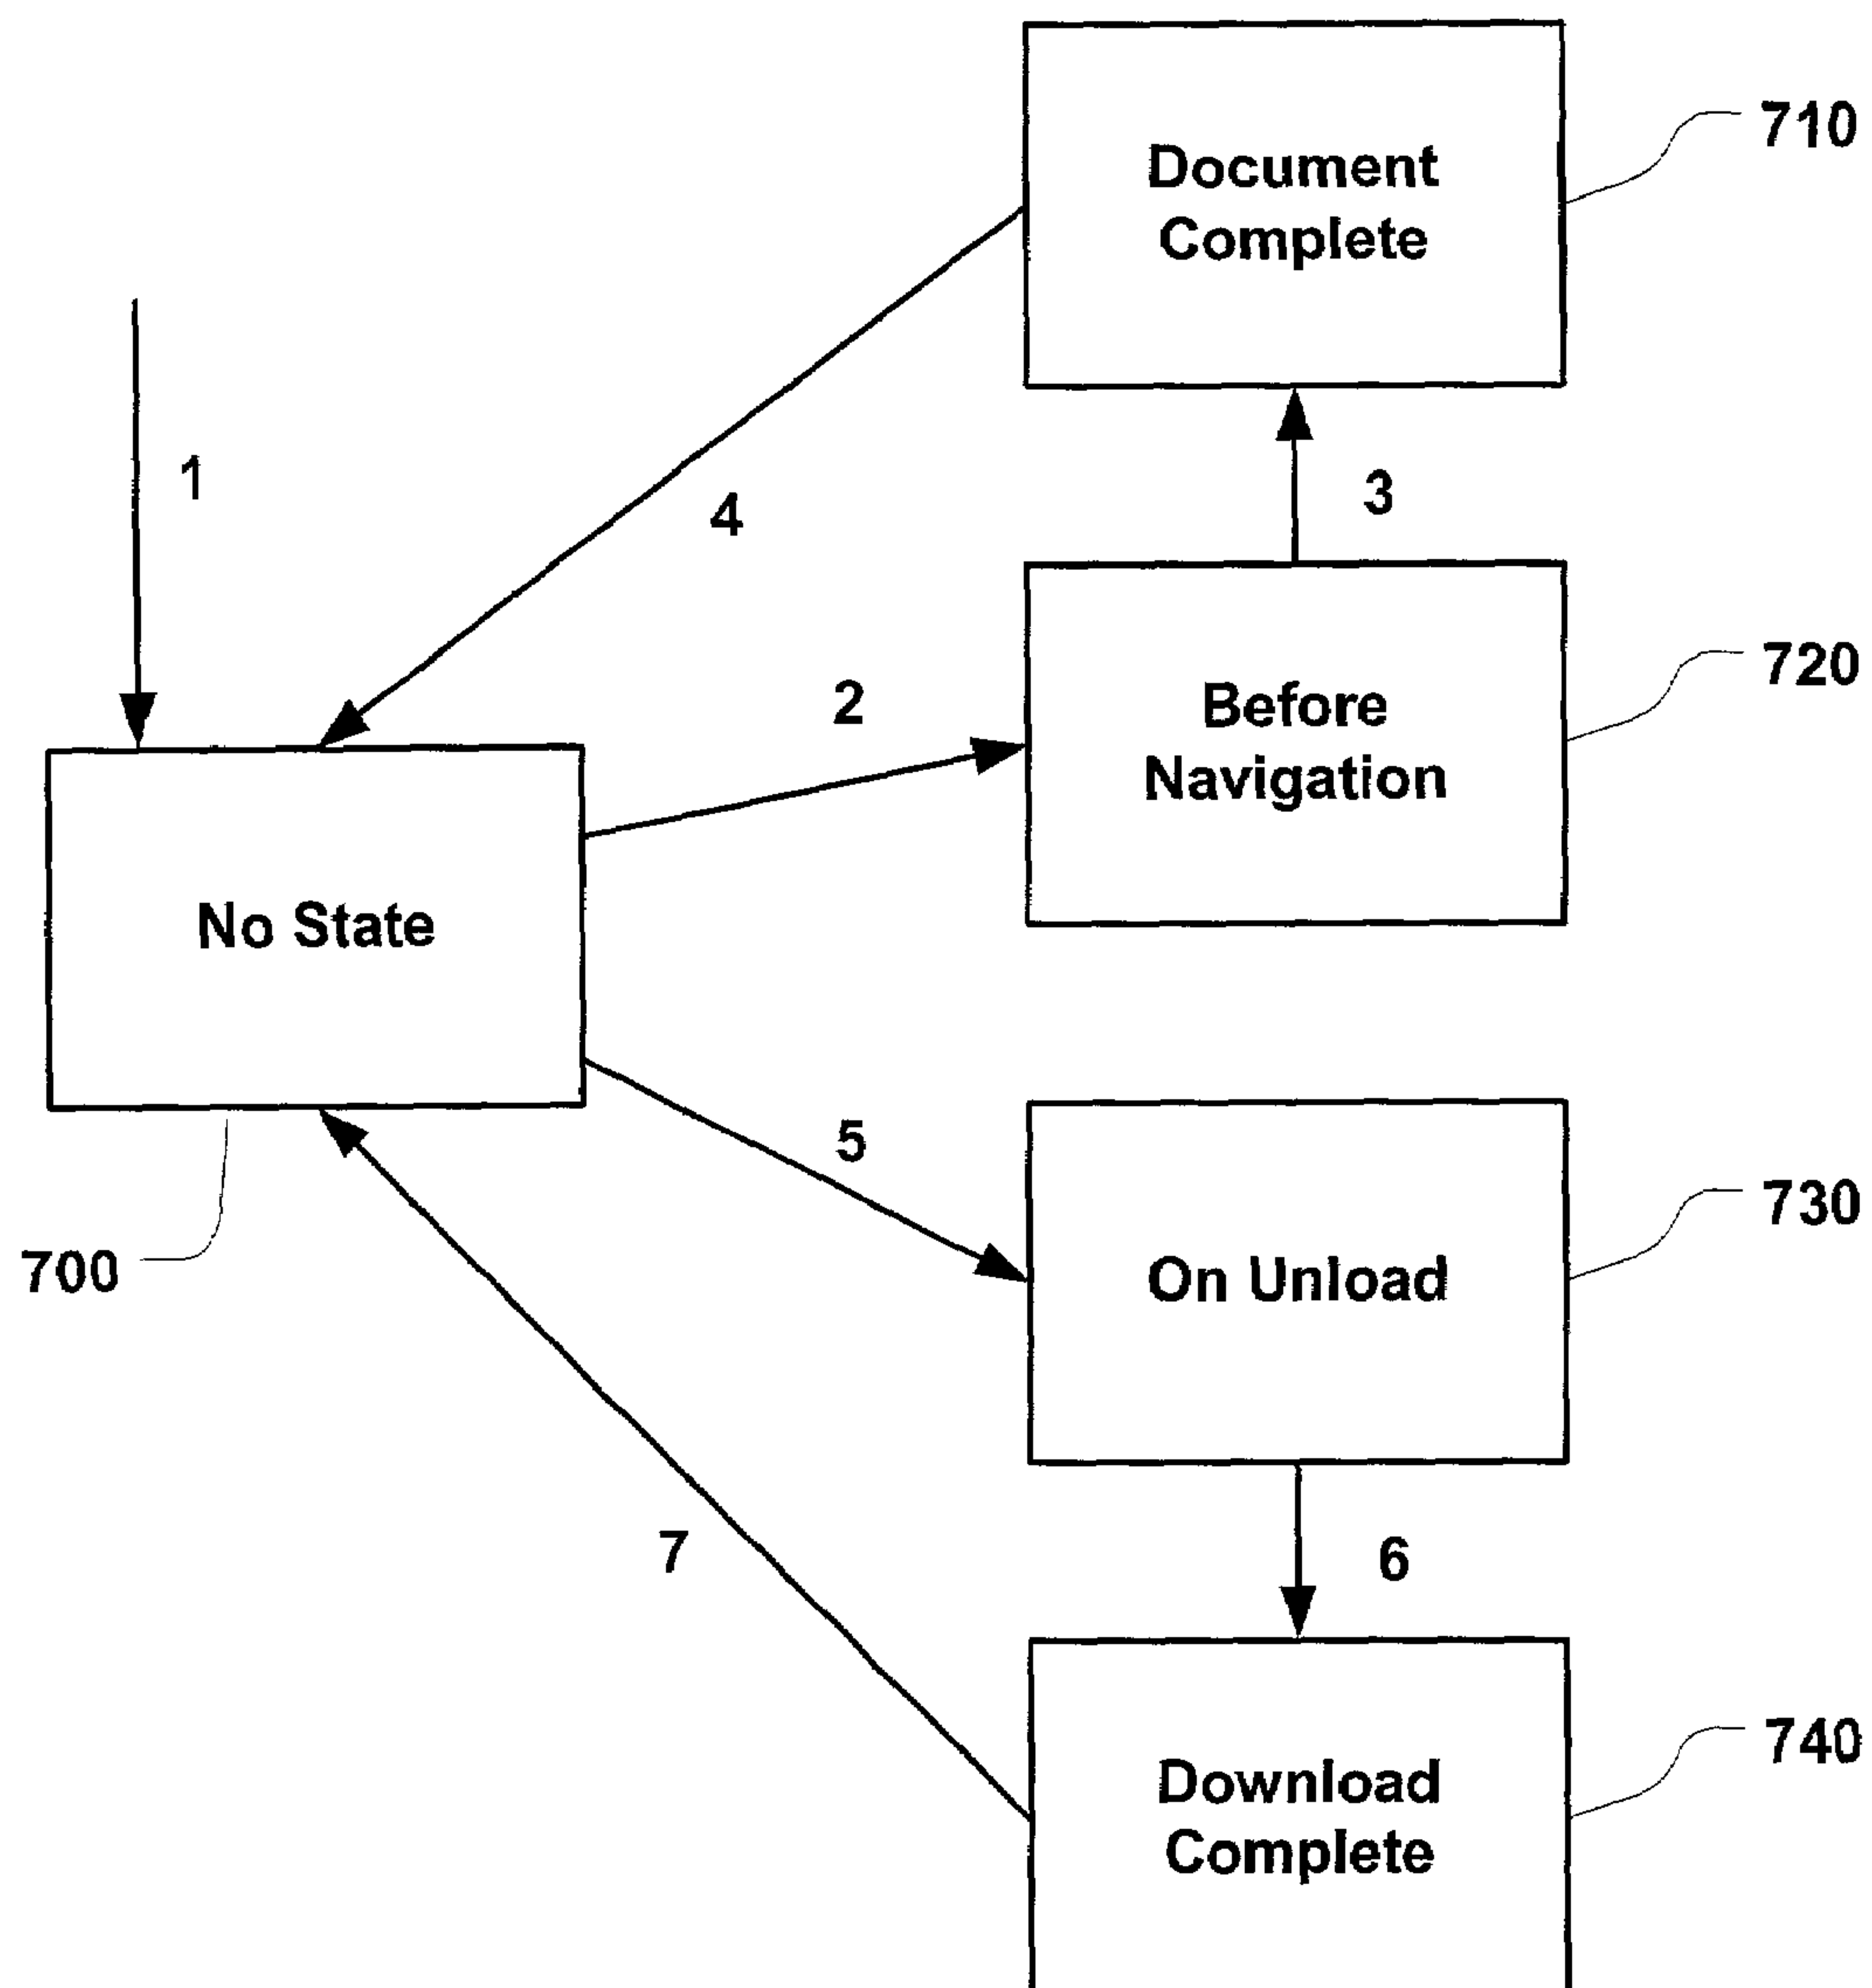 Document
Complete
710
1
4
3
2
Before
Navigation
720
No State
5
700
On Unload
730
7
6
Download
Complete
740